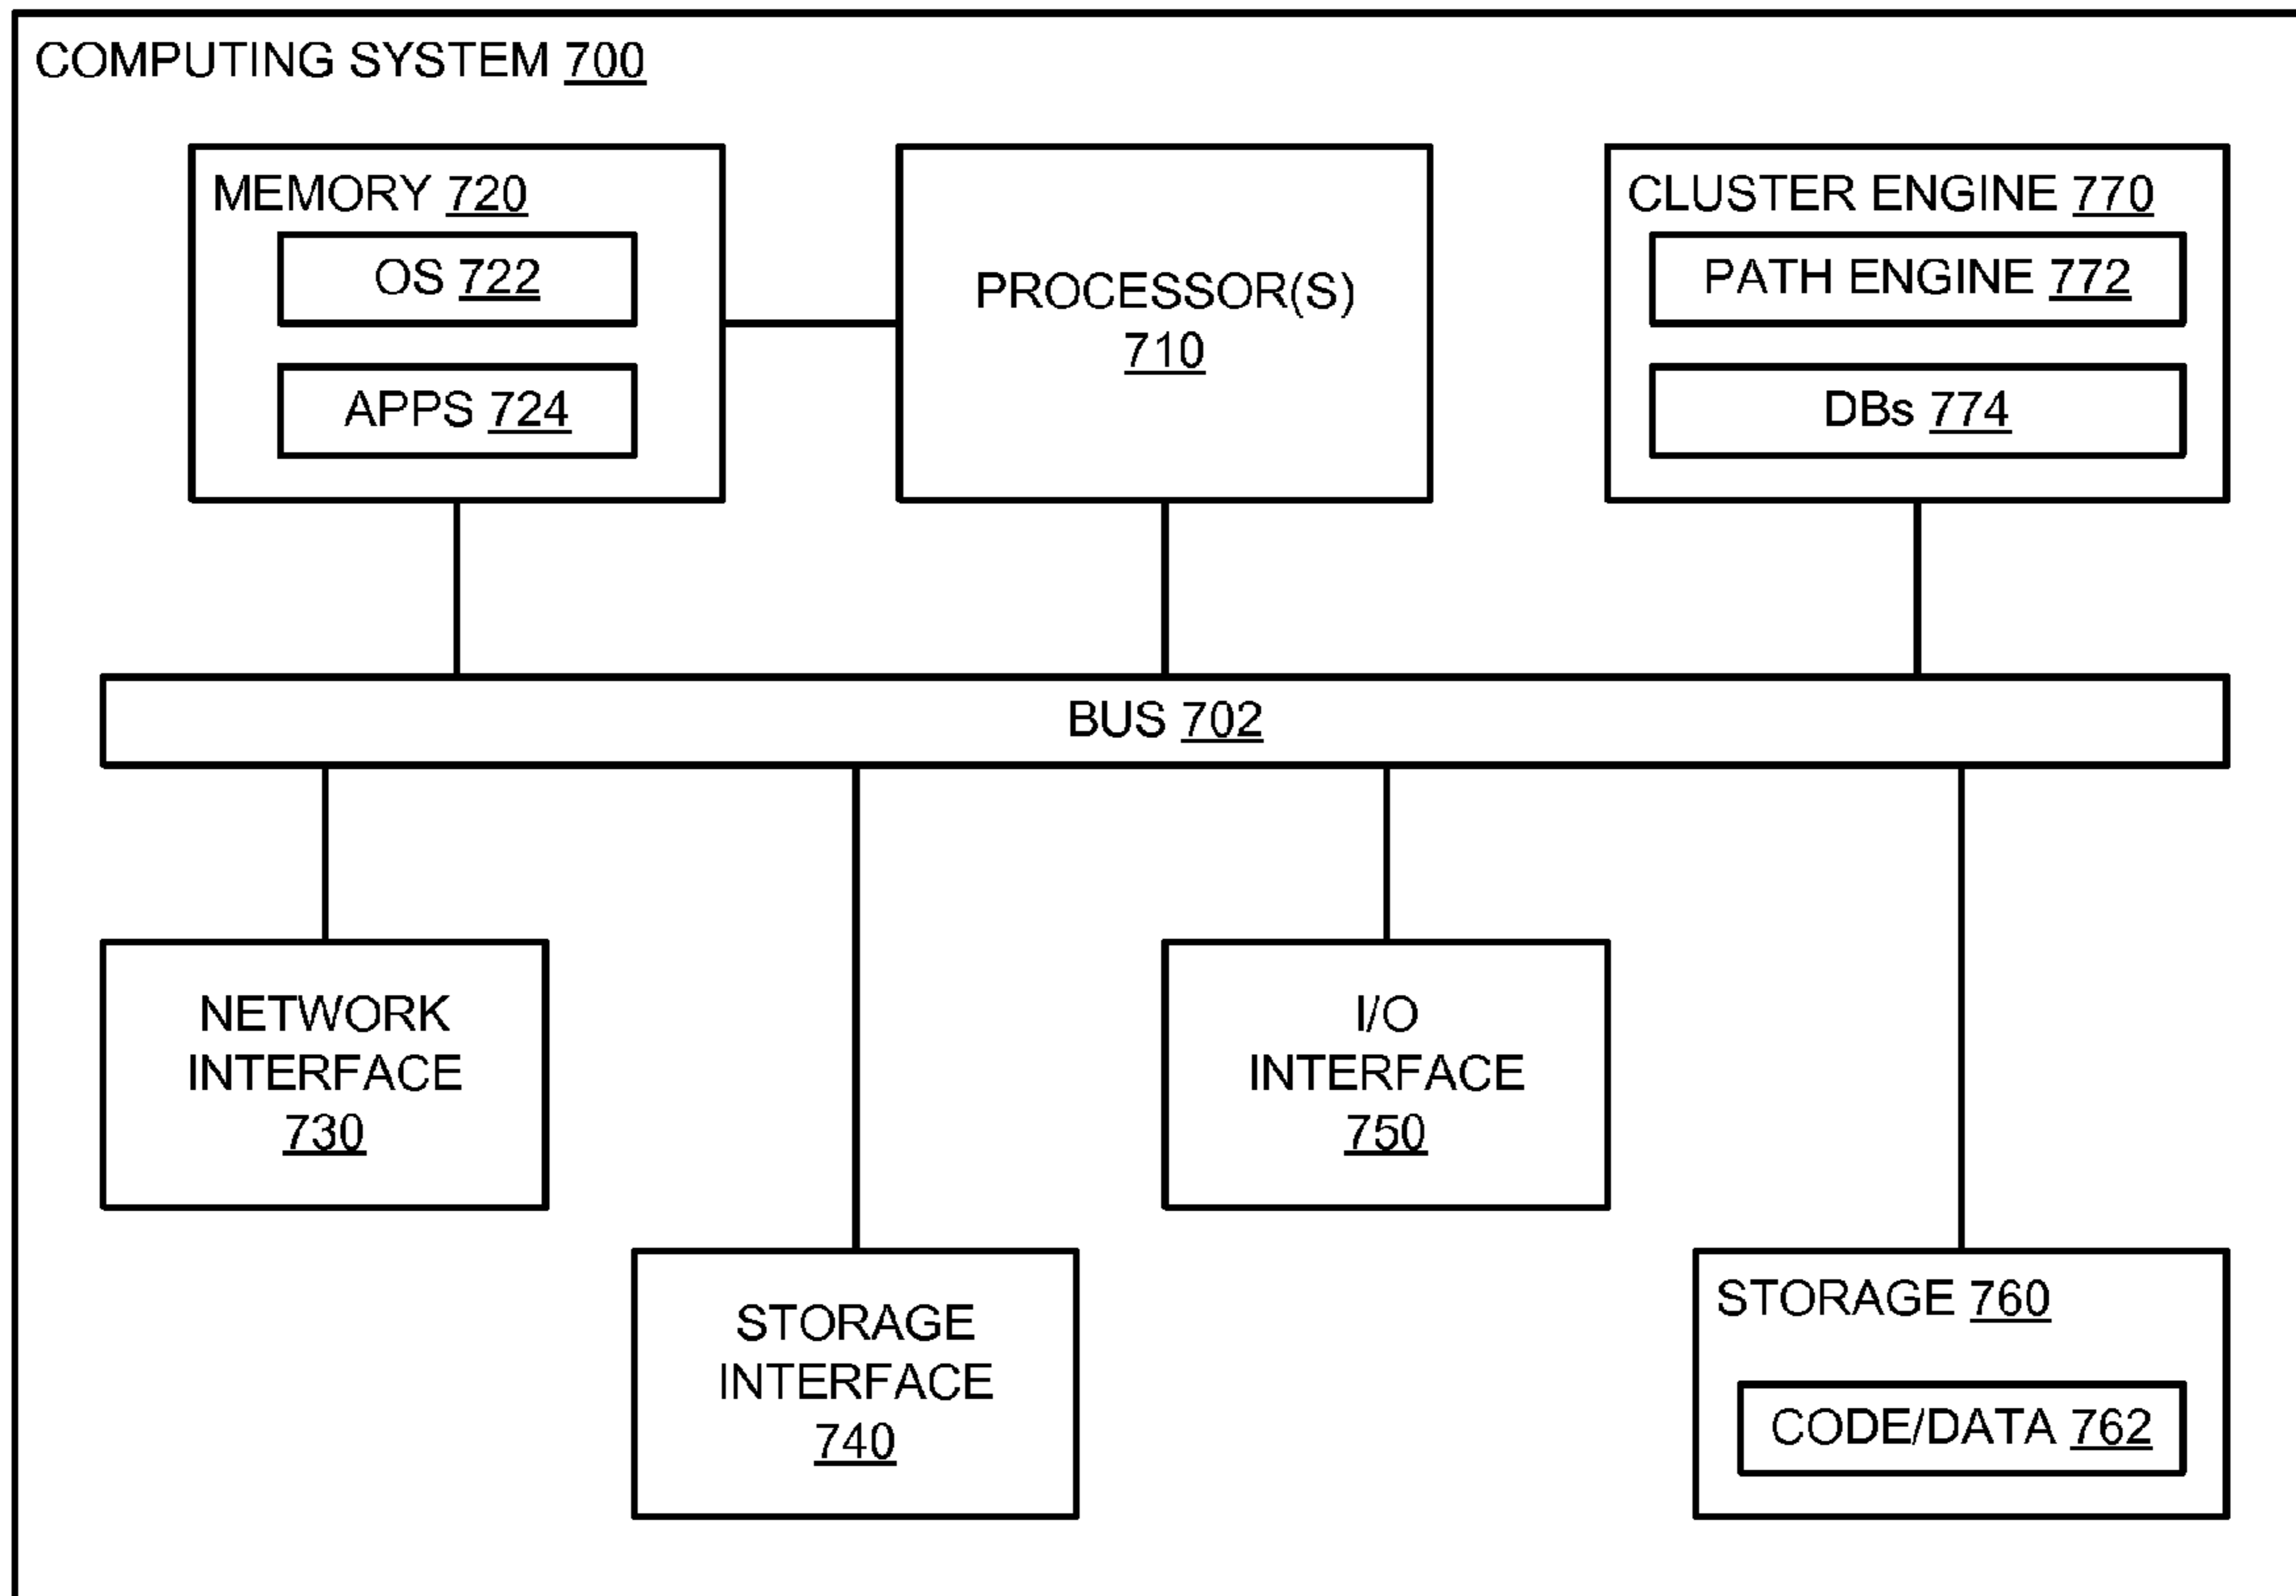 COMPUTING SYSTEM 700
MEMORY 720
OS 722
APPS 724
PROCESSOR(S)
710
CLUSTER ENGINE 770
PATH ENGINE 772
DBs 774
BUS 702
NETWORK
INTERFACE
730
STORAGE
INTERFACE
740
I/O
INTERFACE
750
STORAGE 760
CODE/DATA 762